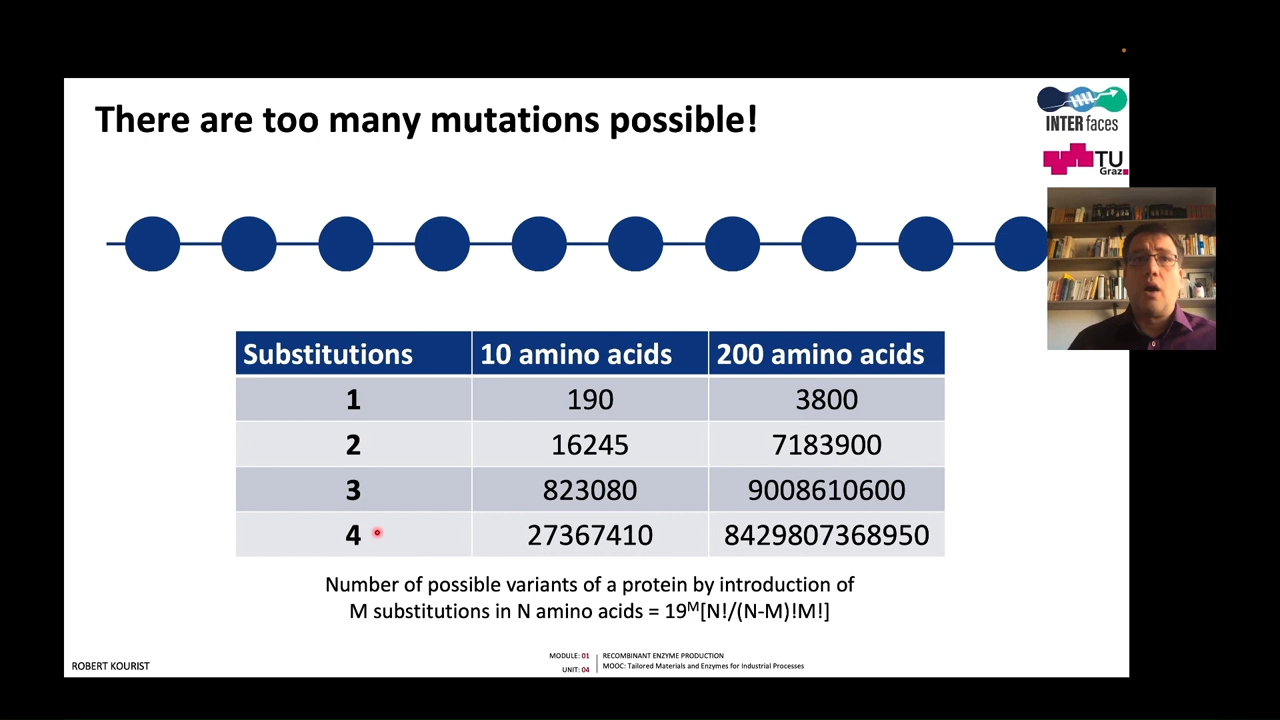 There are too many mutations possible!
INTERfaces
TU
Graz
Substitutions 10 amino acids 200 amino acids
1 190 3800
2 16245 7183900
3 823080 9008610600
4 27367410 8429807368950
Number of possible variants of a protein by introduction of
M substitutions in N amino acids = 19ᴹ[N!/(N-M)!M!]
ROBERT KOURIST
MODULE: 01 RECOMBINANT ENZYME PRODUCTION
UNIT: 04 MOOC: Tailored Materials and Enzymes for Industrial Processes